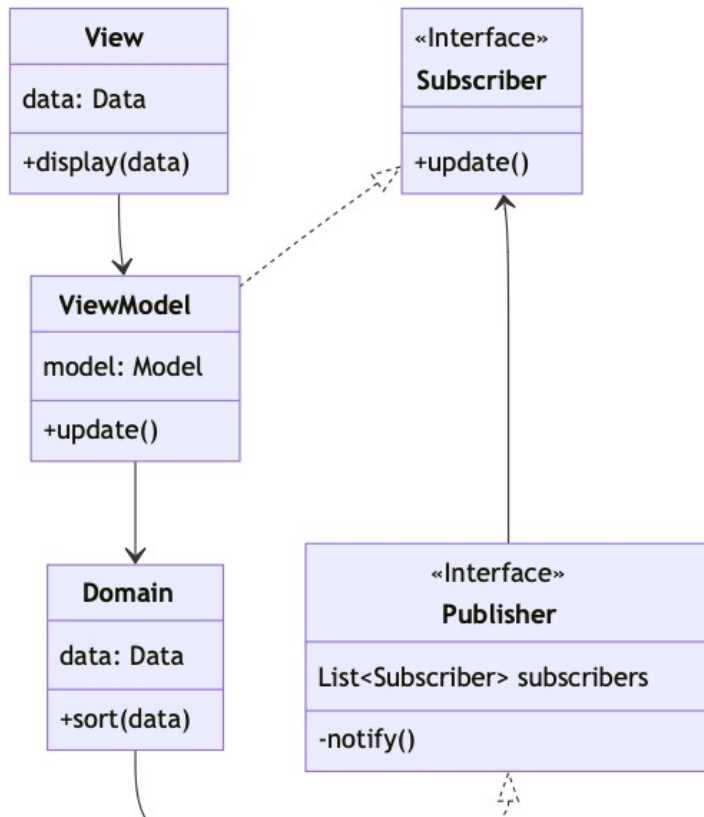 View
data: Data
+display(data)
«Interface»
Subscriber
+update()
ViewModel
model: Model
+update()
Domain
data: Data
+sort(data)
«Interface»
Publisher
List<Subscriber> subscribers
-notify()